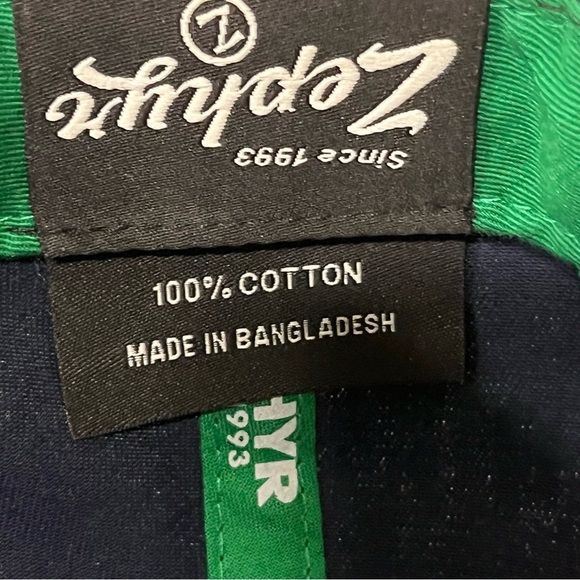 Z
Zephyr
Since 1993
100% COTTON
MADE IN BANGLADESH
HYR
993